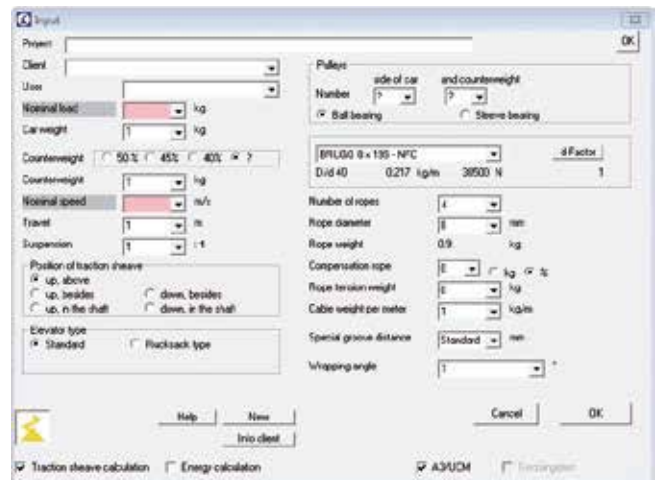 Input
Project
OK
Client
User
Nominal load kg
Car weight 1 kg
Counterweight 50 % 45% 40% ?
Counterweight 1 kg
Nominal speed m/s
Travel 1 m
Suspension 1 :1
Position of traction sheave
up, above
up, besides down, besides
up, in the shaft down, in the shaft
Elevator type
Standard Rucksack type
Pulleys
side of car and counterweight
Number ? ?
Ball bearing Sleeve bearing
BRUGG 8 x 19S - NFC d-Factor
D/d 40 0.217 kg/m 38500 N 1
Number of ropes 4
Rope diameter 8 mm
Rope weight 0.9 kg
Compensation rope 0 kg %
Rope tension weight 0 kg
Cable weight per meter 1 kg/m
Special groove distance Standard mm
Wrapping angle 1 °
Help New
Info client
Cancel OK
Traction sheave calculation Energy calculation A3/UCM